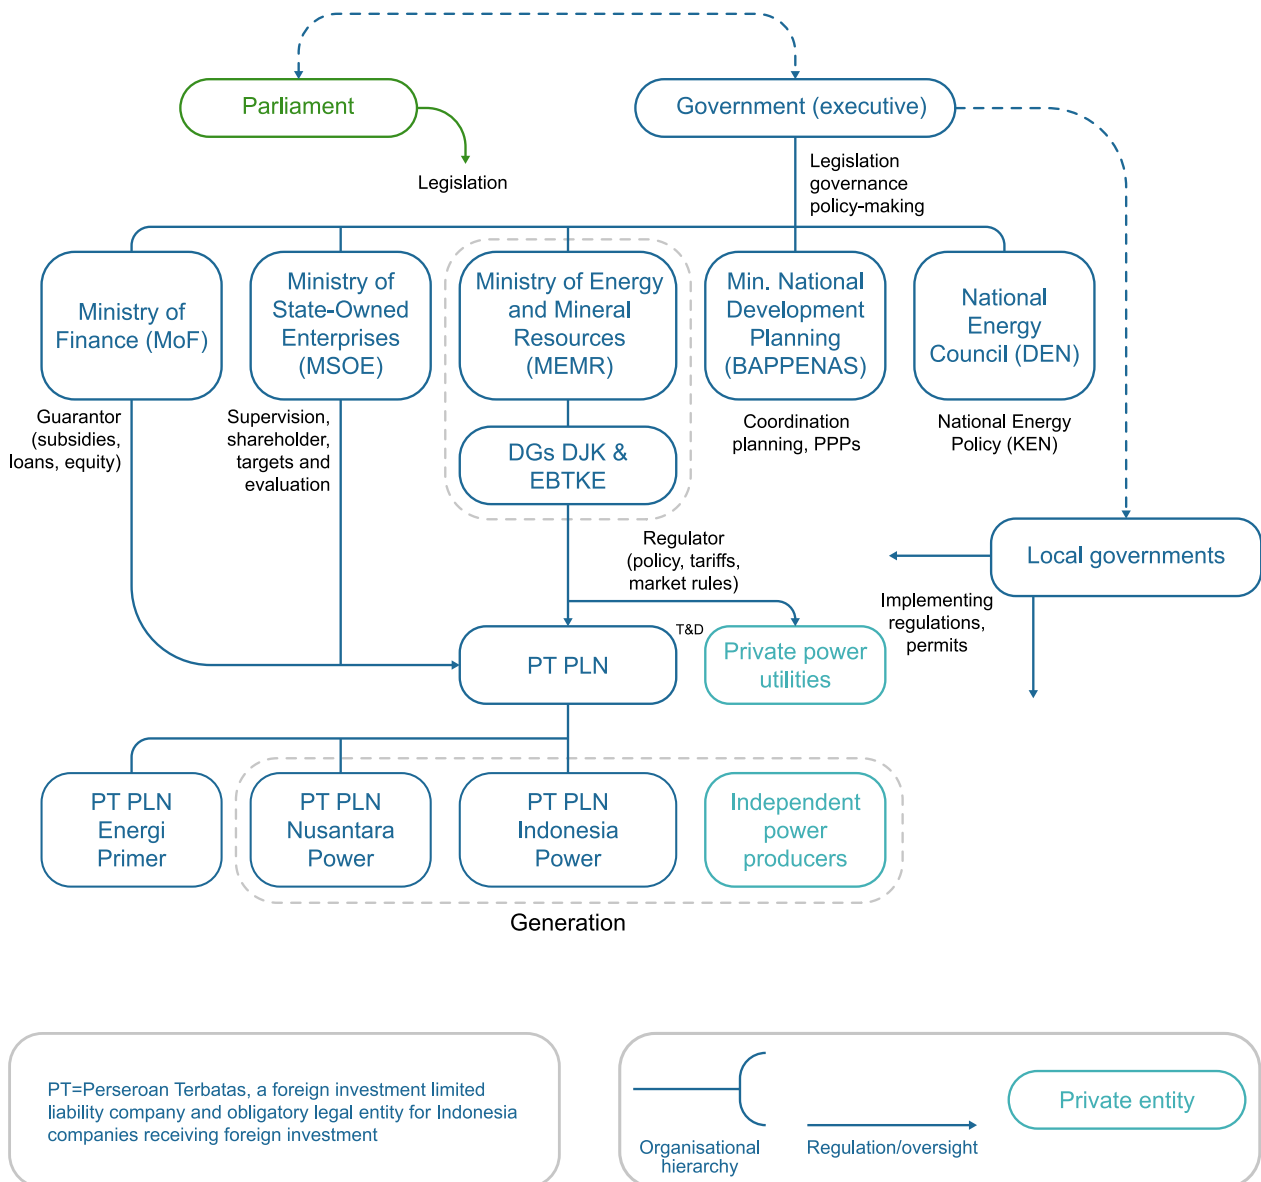 Parliament
Government (executive)
Legislation
Legislation
governance
policy-making
Ministry of
Finance (MoF)
Ministry of
State-Owned
Enterprises
(MSOE)
Ministry of Energy
and Mineral
Resources
(MEMR)
Min. National
Development
Planning
(BAPPENAS)
National
Energy
Council (DEN)
Guarantor
(subsidies,
loans, equity)
Supervision,
shareholder,
targets and
evaluation
DGs DJK &
EBTKE
Coordination
planning, PPPs
National Energy
Policy (KEN)
Regulator
(policy, tariffs,
market rules)
Local governments
Implementing
regulations,
permits
PT PLN
T&D
Private power
utilities
PT PLN
Energi
Primer
PT PLN
Nusantara
Power
PT PLN
Indonesia
Power
Independent
power
producers
Generation
PT=Perseroan Terbatas, a foreign investment limited
liability company and obligatory legal entity for Indonesia
companies receiving foreign investment
Organisational
hierarchy
Regulation/oversight
Private entity